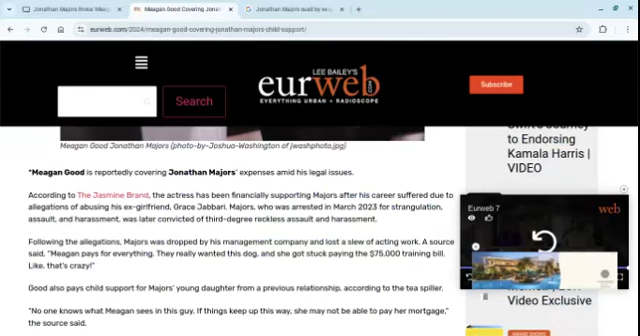 Jonathan Majors
Meagan Good Covering Jonat
Jonathan Majors sued by ex-g
eurweb.com/2024/meagan-good-covering-jonathan-majors-child-support/
Search
LEE BAILEY'S
eurweb
.COM
EVERYTHING URBAN + RADIOSCOPE
Subscribe
Meagan Good Jonathan Majors (photo-by-Joshua-Washington of jwashphoto.jpg)
*Meagan Good is reportedly covering Jonathan Majors' expenses amid his legal issues.
According to The Jasmine Brand, the actress has been financially supporting Majors after his career suffered due to
allegations of abusing his ex-girlfriend, Grace Jabbari. Majors, who was arrested in March 2023 for strangulation,
assault, and harassment, was later convicted of third-degree reckless assault and harassment.
Following the allegations, Majors was dropped by his management company and lost a slew of acting work. A source
said, "Meagan pays for everything. They really wanted this dog, and she got stuck paying the $75,000 training bill.
Like, that's crazy!"
Good also pays child support for Majors' young daughter from a previous relationship, according to the tea spiller.
"No one knows what Meagan sees in this guy. If things keep up this way, she may not be able to pay her mortgage,"
the source said.
Swift's Journey
to Endorsing
Kamala Harris |
VIDEO
Eurweb 7
web
Video Exclusive
AWARD SHOWS